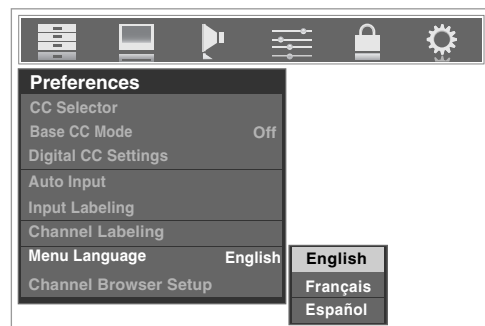 Preferences
CC Selector
Base CC Mode Off
Digital CC Settings
Auto Input
Input Labeling
Channel Labeling
Menu Language English
Channel Browser Setup
English
Français
Español